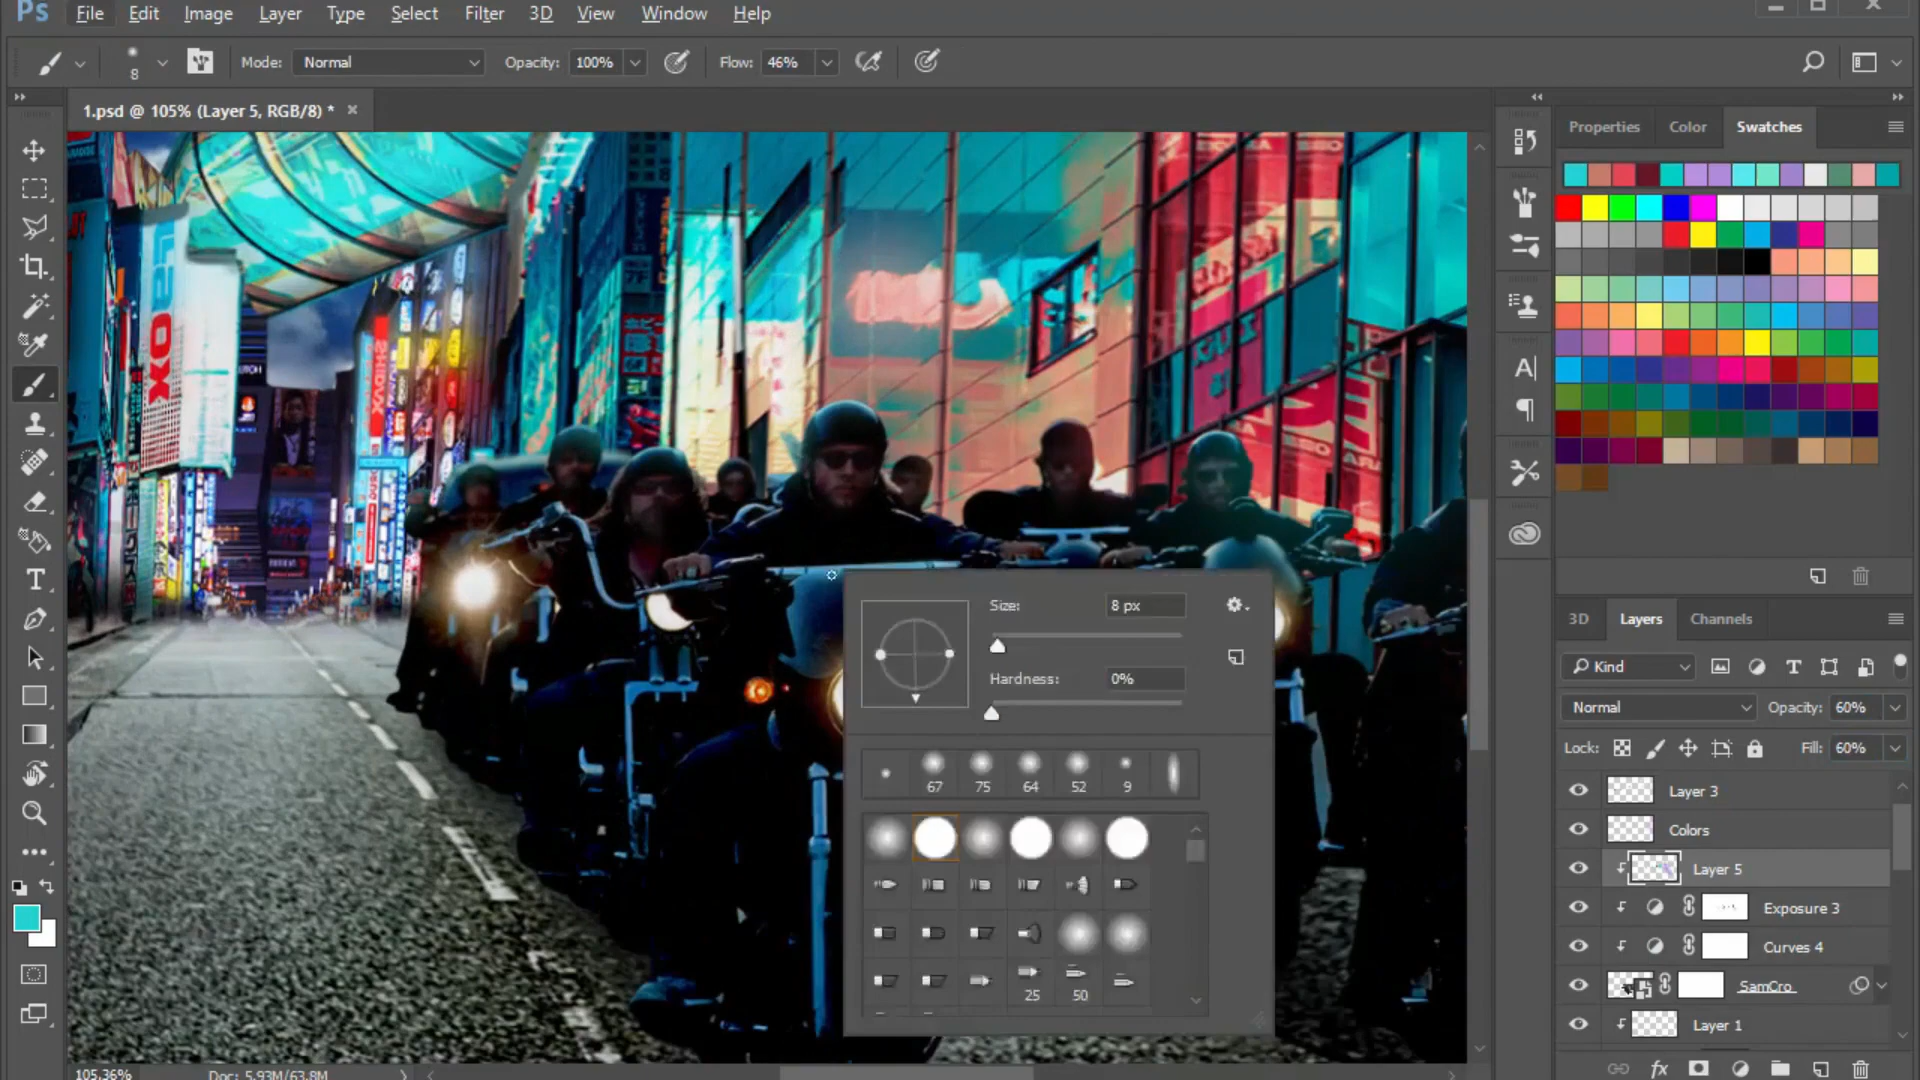 Ps File Edit Image Layer Type Select Filter 3D View Window Help
8 Mode: Normal Opacity: 100% Flow: 46%
1.psd @ 105% (Layer 5, RGB/8) *
Properties Color Swatches
OX
Size: 8 px
Hardness: 0%
67 75 64 52 9
25 50
3D Layers Channels
Kind
Normal Opacity: 60%
Lock: Fill: 60%
Layer 3
Colors
Layer 5
Exposure 3
Curves 4
SamCro
Layer 1
fx
105.36% Doc: 5.93M/63.8M